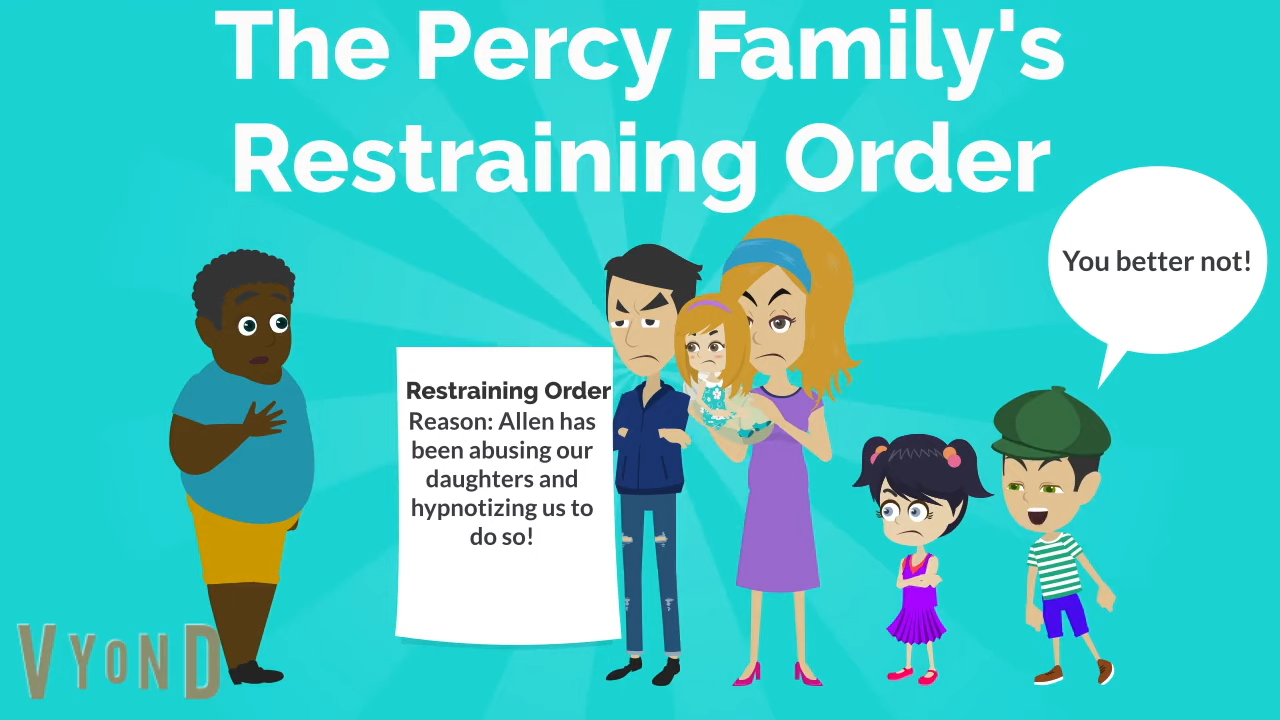 The Percy Family's
Restraining Order
You better not!
Restraining Order
Reason: Allen has
been abusing our
daughters and
hypnotizing us to
do so!
VYOND